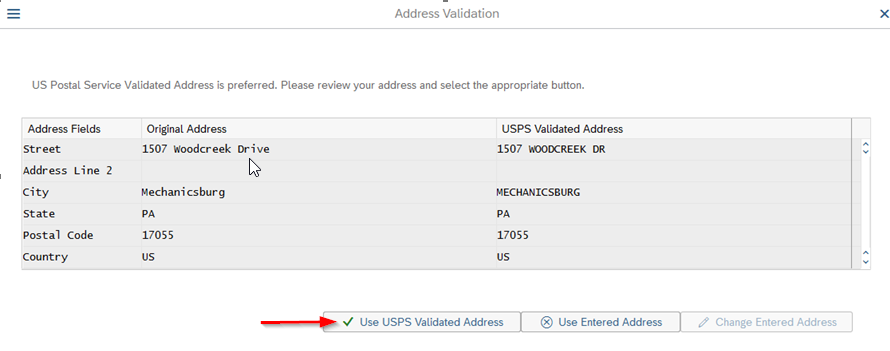 Address Validation
US Postal Service Validated Address is preferred. Please review your address and select the appropriate button.
Address Fields Original Address USPS Validated Address
Street 1507 Woodcreek Drive 1507 WOODCREEK DR
Address Line 2
City Mechanicsburg MECHANICSBURG
State PA PA
Postal Code 17055 17055
Country US US
Use USPS Validated Address Use Entered Address Change Entered Address